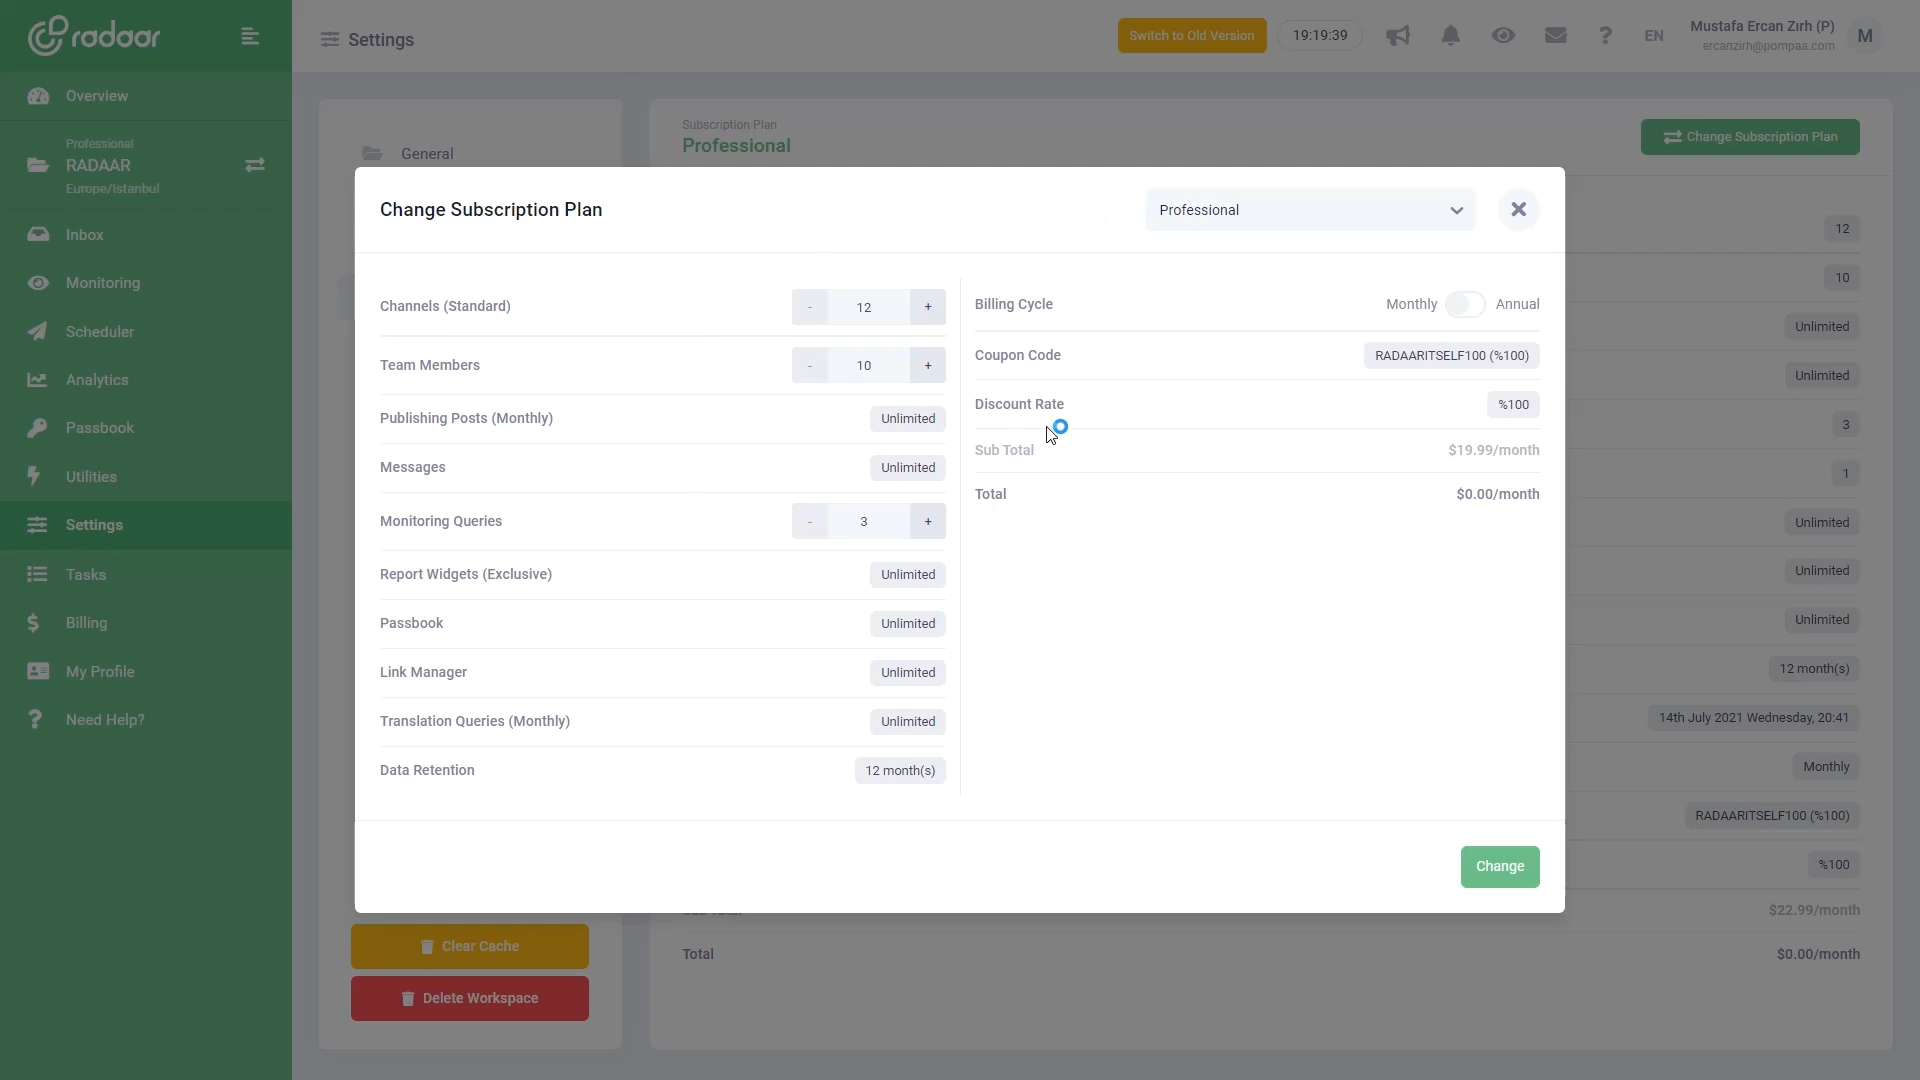 radaar
Settings
Switch to Old Version
19:19:39
EN
Mustafa Ercan Zırh (P)
ercanzirh@pompaa.com
M
Overview
Professional
RADAAR
Europe/Istanbul
Inbox
Monitoring
Scheduler
Analytics
Passbook
Utilities
Settings
Tasks
Billing
My Profile
Need Help?
General
Clear Cache
Delete Workspace
Subscription Plan
Professional
Change Subscription Plan
Change Subscription Plan
Professional
Channels (Standard)
- 12 +
Team Members
- 10 +
Publishing Posts (Monthly)
Unlimited
Messages
Unlimited
Monitoring Queries
- 3 +
Report Widgets (Exclusive)
Unlimited
Passbook
Unlimited
Link Manager
Unlimited
Translation Queries (Monthly)
Unlimited
Data Retention
12 month(s)
Billing Cycle
Monthly Annual
Coupon Code
RADAARITSELF100 (%100)
Discount Rate
%100
Sub Total
$19.99/month
Total
$0.00/month
Change
12
10
Unlimited
Unlimited
3
1
Unlimited
Unlimited
Unlimited
12 month(s)
14th July 2021 Wednesday, 20:41
Monthly
RADAARITSELF100 (%100)
%100
$22.99/month
Total
$0.00/month